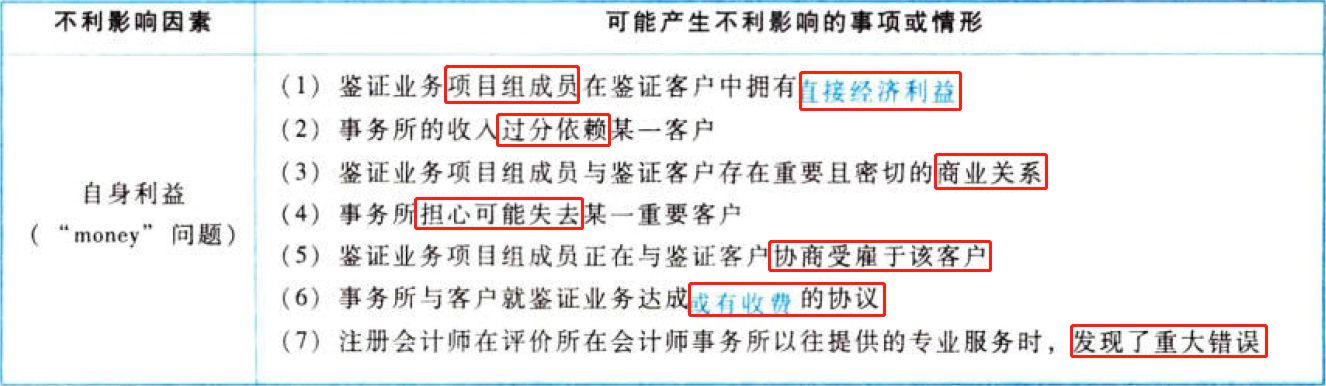 不利影响因素 可能产生不利影响的事项或情形
自身利益
(“money”问题)
(1) 鉴证业务项目组成员在鉴证客户中拥有直接经济利益
(2) 事务所的收入过分依赖某一客户
(3) 鉴证业务项目组成员与鉴证客户存在重要且密切的商业关系
(4) 事务所担心可能失去某一重要客户
(5) 鉴证业务项目组成员正在与鉴证客户协商受雇于该客户
(6) 事务所与客户就鉴证业务达成或有收费的协议
(7) 注册会计师在评价所在会计师事务所以往提供的专业服务时，发现了重大错误